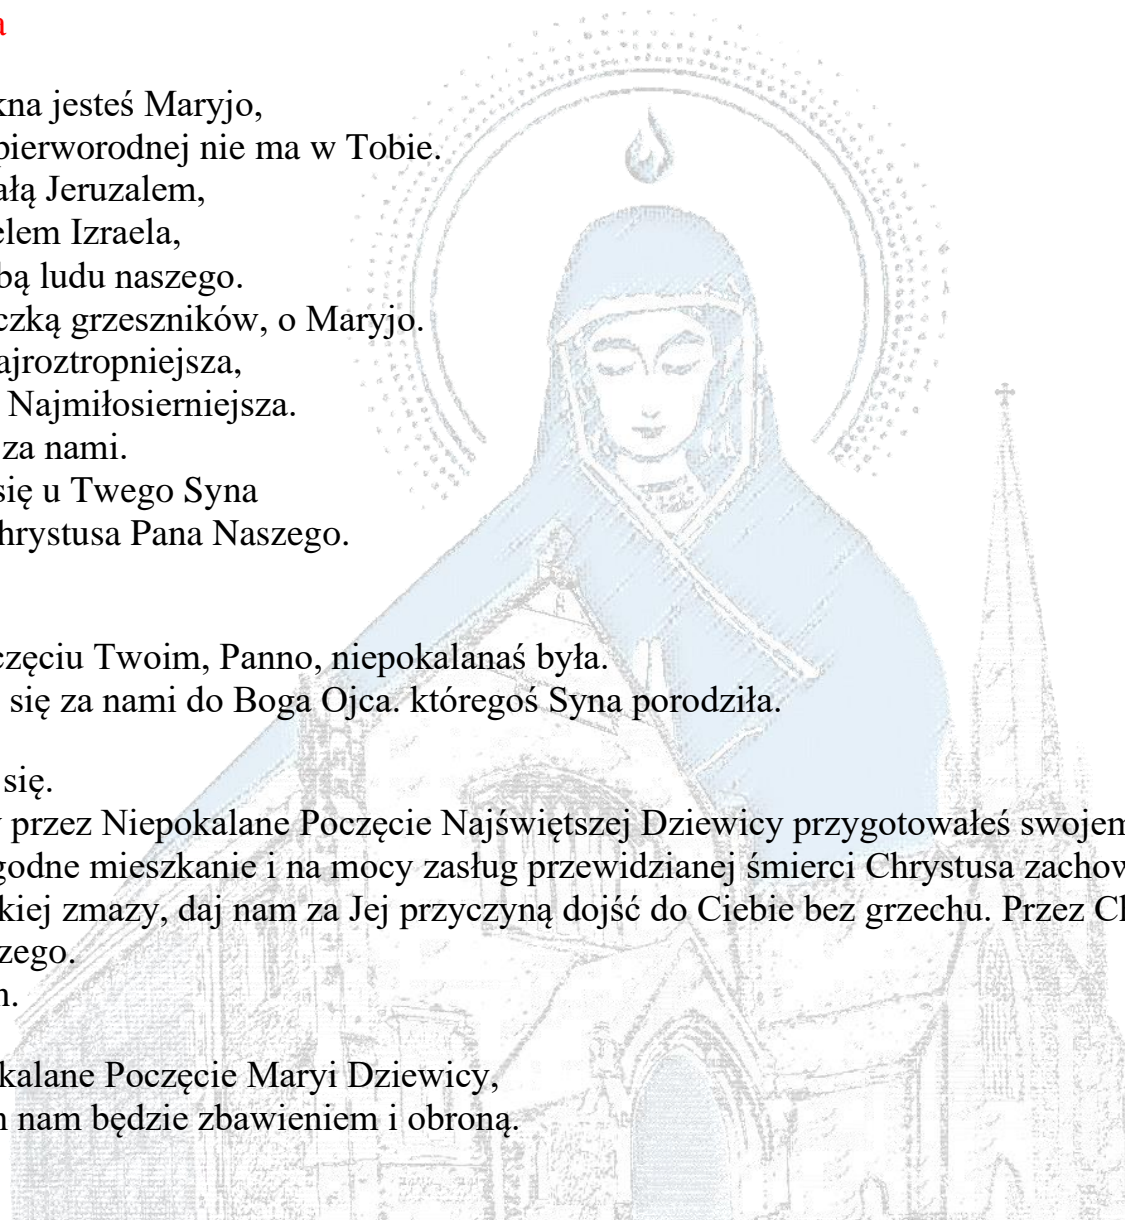 a
kna jesteś Maryjo,
pierworodnej nie ma w Tobie.
ałą Jeruzalem,
elem Izraela,
bą ludu naszego.
czką grzeszników, o Maryjo.
ajroztropniejsza,
Najmiłosierniejsza.
za nami.
się u Twego Syna
hrystusa Pana Naszego.
częciu Twoim, Panno, niepokalanaś była.
się za nami do Boga Ojca. któregoś Syna porodziła.
się.
y przez Niepokalane Poczęcie Najświętszej Dziewicy przygotowałeś swojem
godne mieszkanie i na mocy zasług przewidzianej śmierci Chrystusa zachow
kiej zmazy, daj nam za Jej przyczyną dojść do Ciebie bez grzechu. Przez Ch
zego.
n.
kalane Poczęcie Maryi Dziewicy,
n nam będzie zbawieniem i obroną.